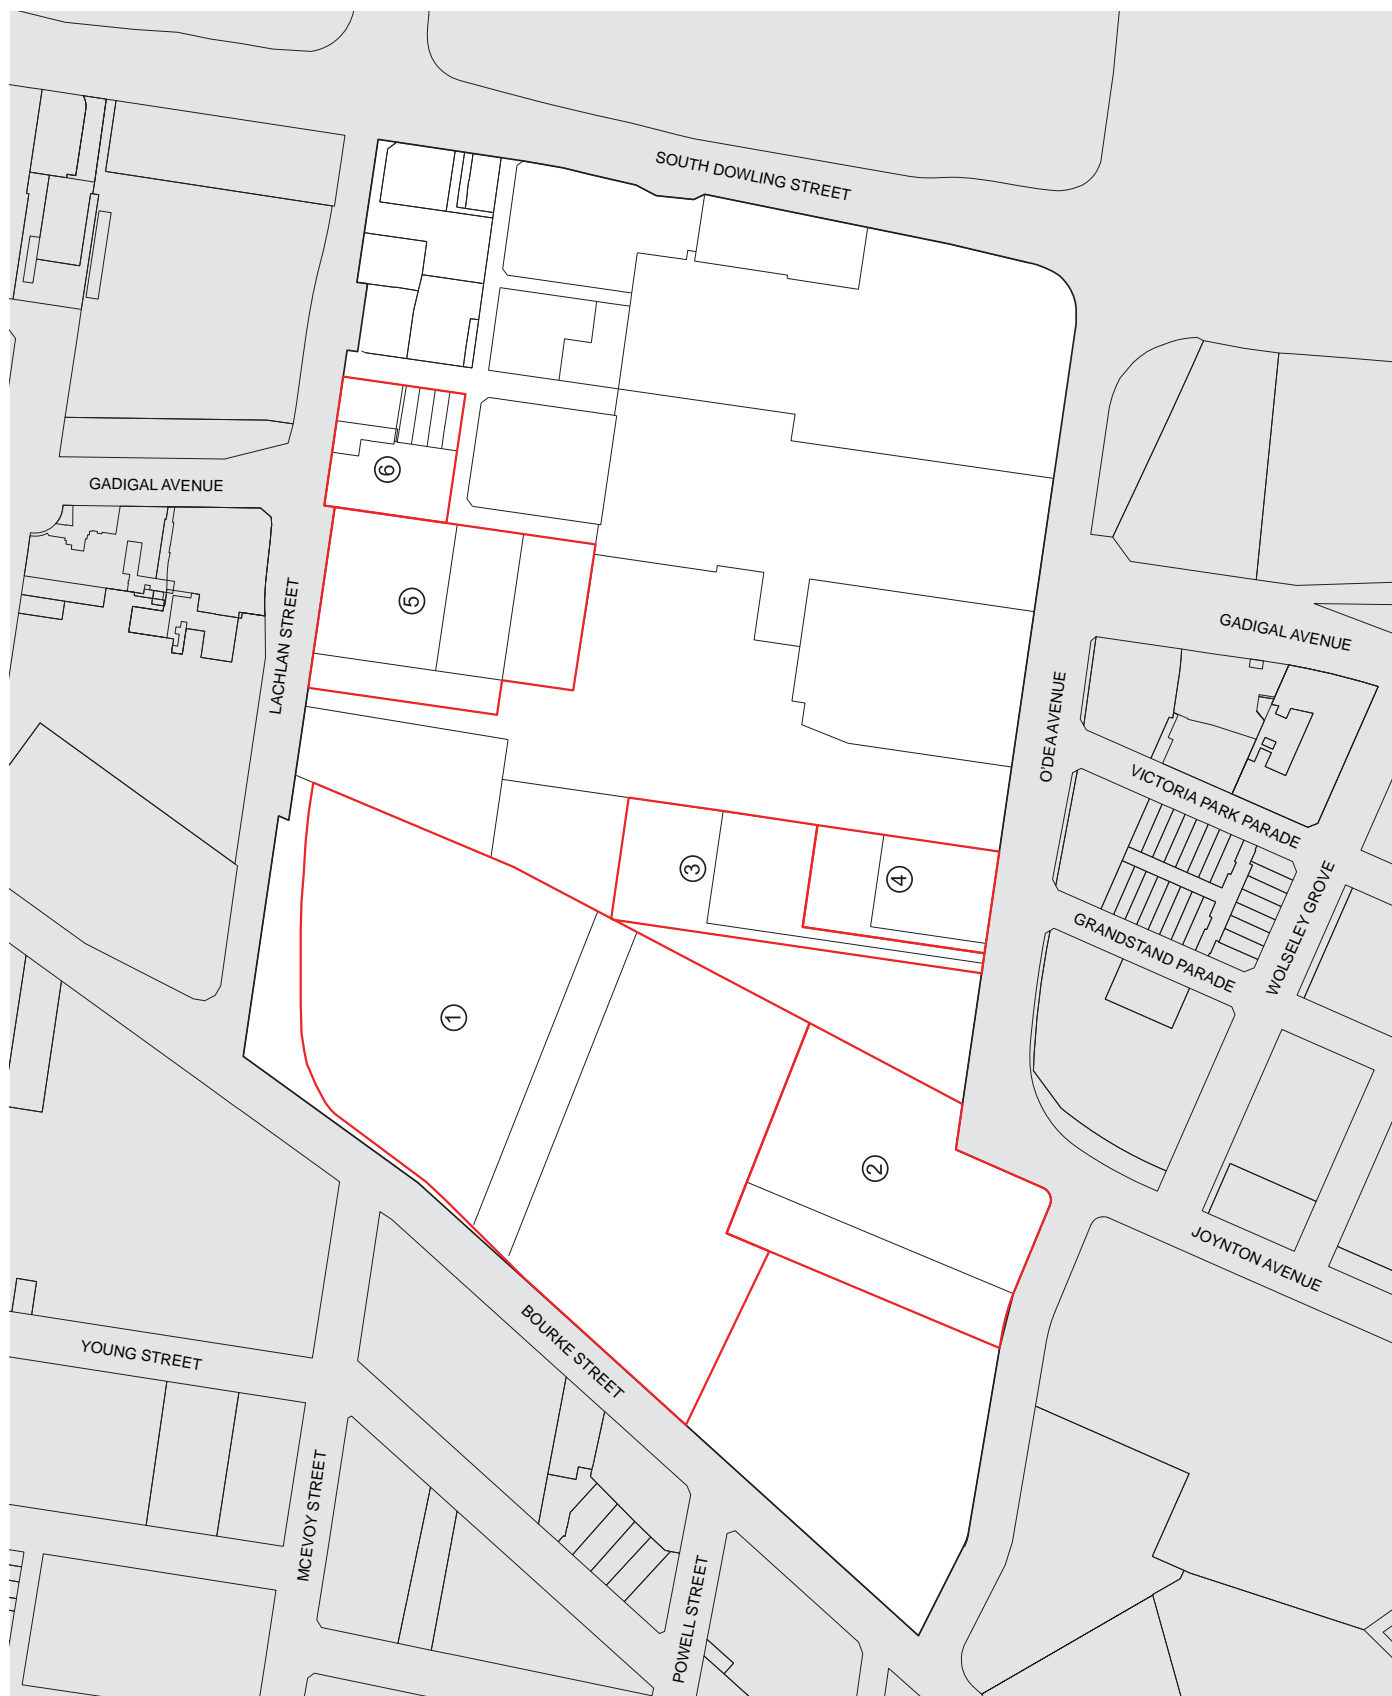 SOUTH DOWLING STREET
GADIGAL AVENUE
6
5
LACHLAN STREET
GADIGAL AVENUE
O'DEA AVENUE
VICTORIA PARK PARADE
3
4
GRANDSTAND PARADE
WOLSELEY GROVE
1
2
JOYNTON AVENUE
BOURKE STREET
YOUNG STREET
MCEVOY STREET
POWELL STREET